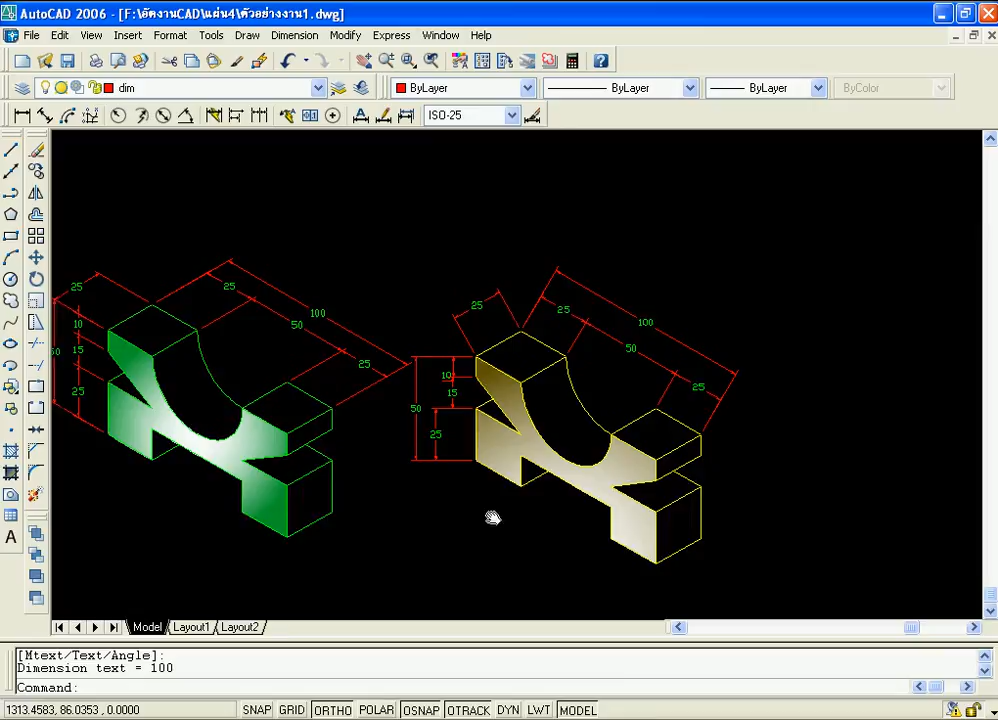 AutoCAD 2006 - [F:\อัดงานCAD\แผ่น4\ตัวอย่างงาน1.dwg]
File Edit View Insert Format Tools Draw Dimension Modify Express Window Help
dim ByLayer ByLayer ByLayer ByColor
ISO-25
A
25 25 100 50 25
10 15 25
25 25 100 50 25
50 10 15 25
Model Layout1 Layout2
[Mtext/Text/Angle]:
Dimension text = 100
Command:
1313.4583, 86.0353 , 0.0000 SNAP GRID ORTHO POLAR OSNAP OTRACK DYN LWT MODEL